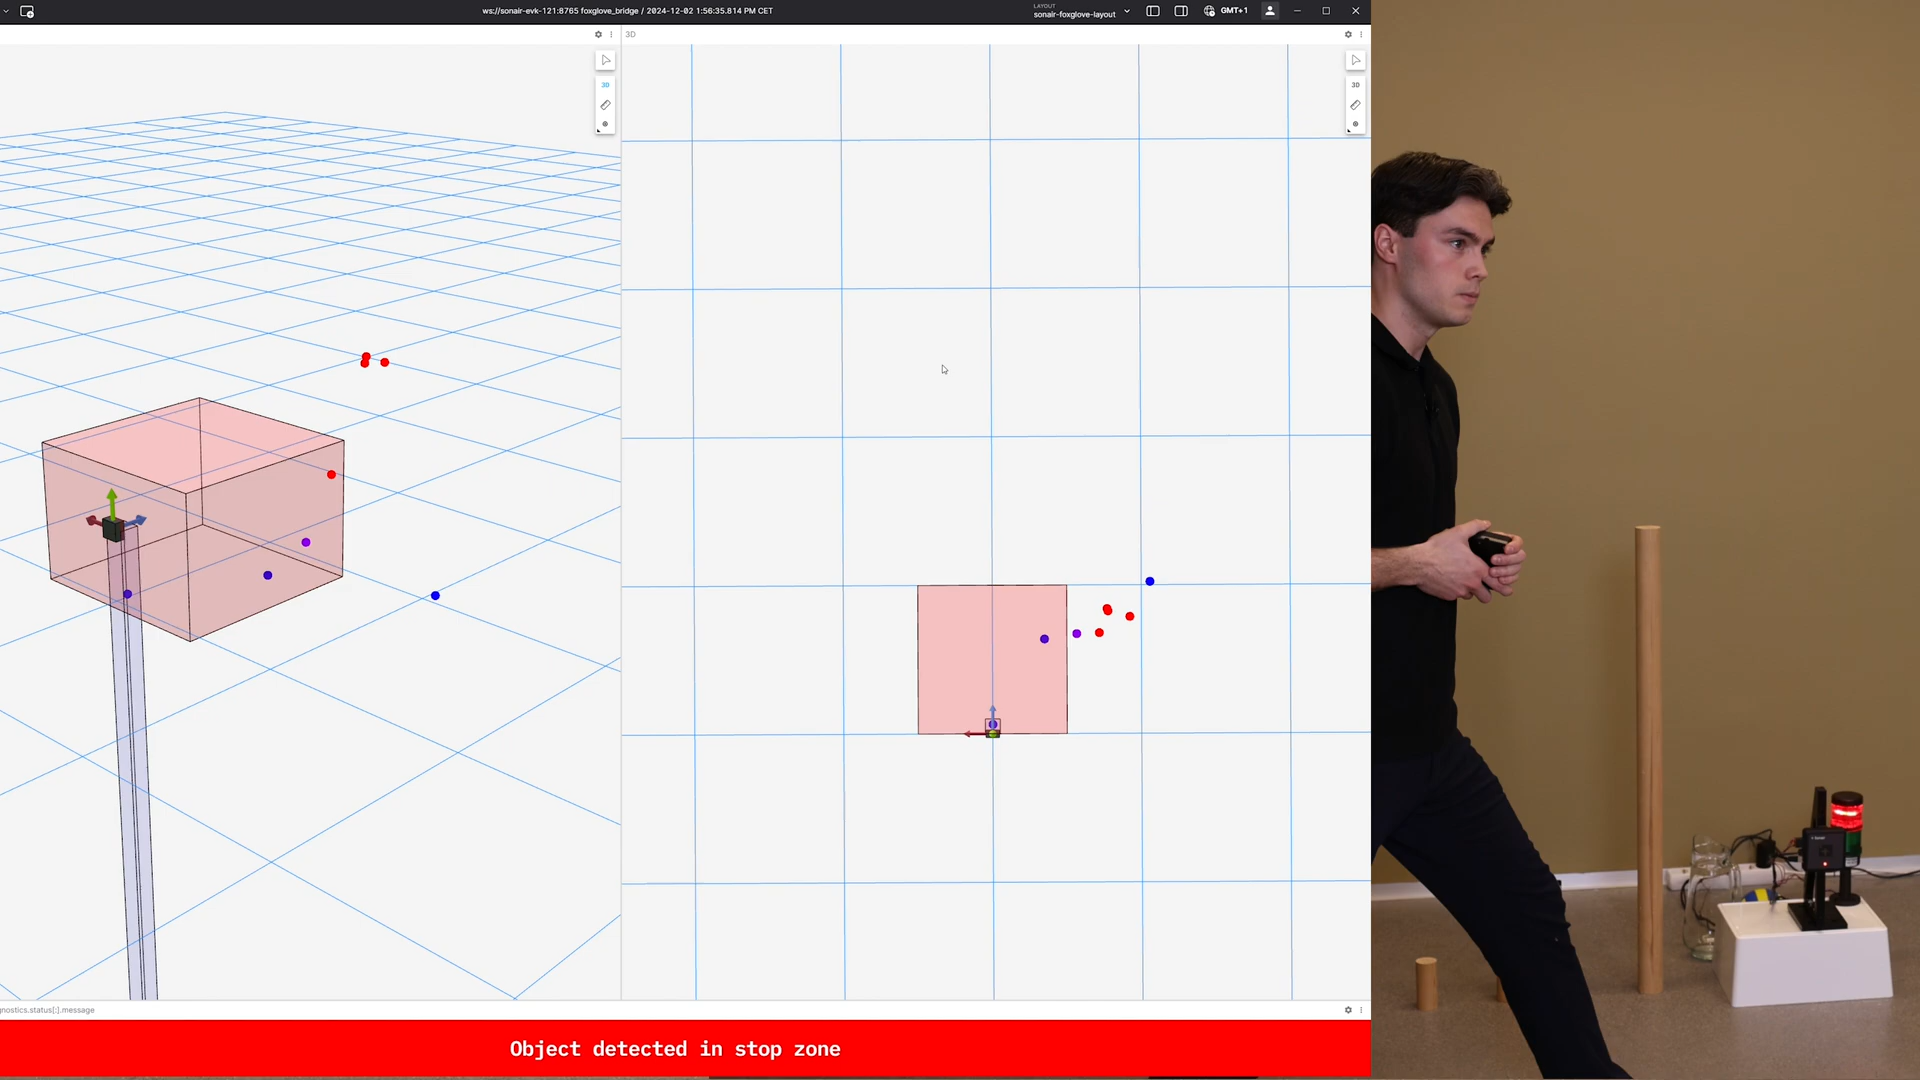 ws://sonair-evk-121:8765 foxglove_bridge / 2024-12-02 1:56:35.814 PM CET
LAYOUT
sonair-foxglove-layout
GMT+1
3D
3D
3D
gnostics.status[:].message
Object detected in stop zone